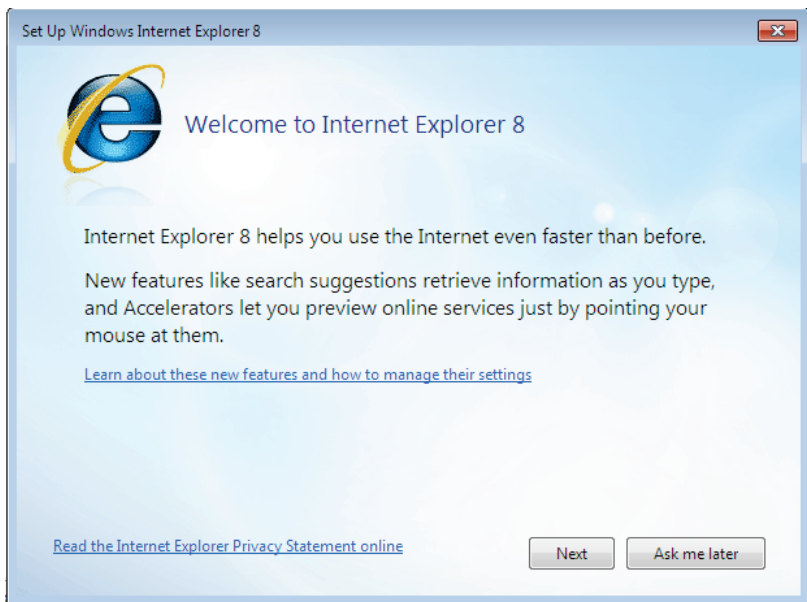 Set Up Windows Internet Explorer 8
Welcome to Internet Explorer 8
Internet Explorer 8 helps you use the Internet even faster than before.
New features like search suggestions retrieve information as you type,
and Accelerators let you preview online services just by pointing your
mouse at them.
Learn about these new features and how to manage their settings
Read the Internet Explorer Privacy Statement online
Next
Ask me later